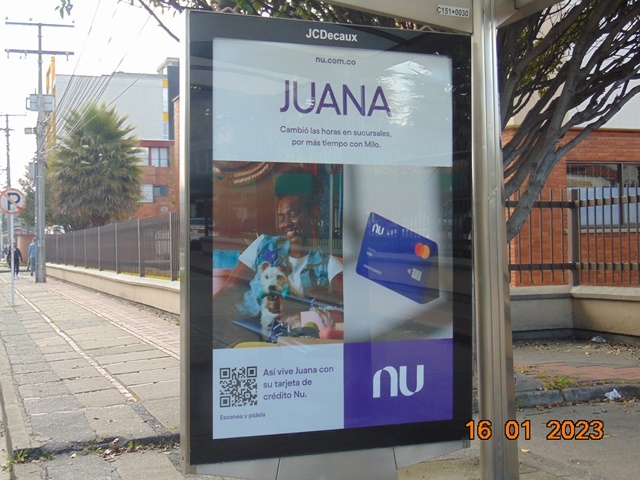 C151+0030
JCDecaux
nu.com.co
JUANA
Cambió las horas en sucursales,
por más tiempo con Milo.
nu
Así vive Juana con
su tarjeta de
crédito Nu.
Escanea y pídela
nu
P
16 01 2023